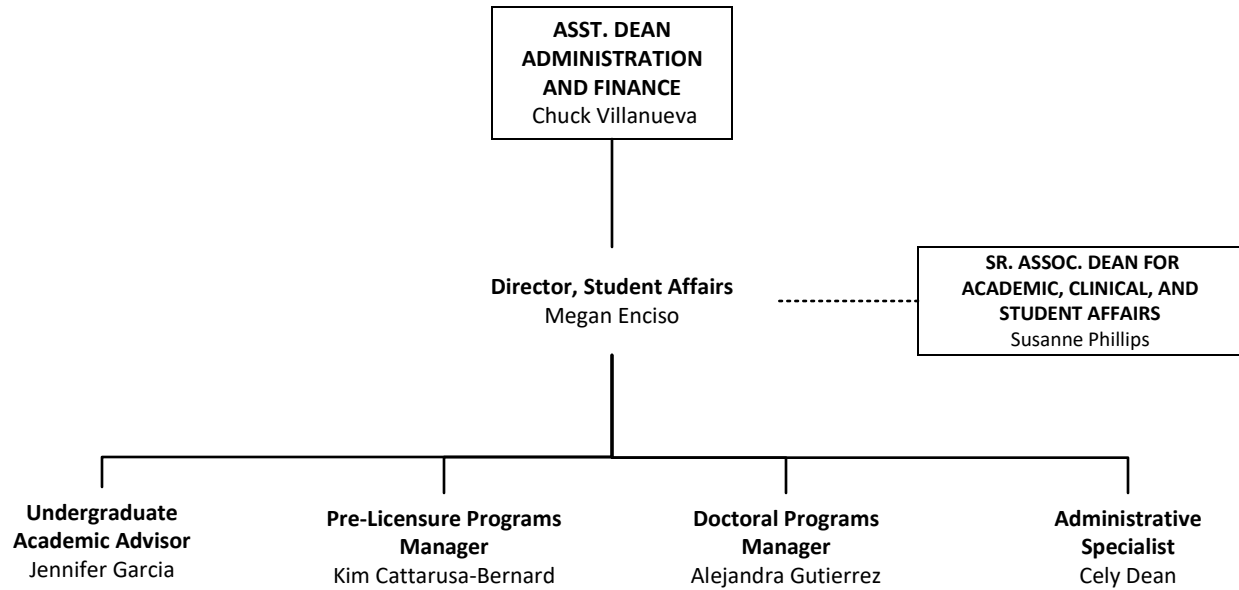 ASST. DEAN
ADMINISTRATION
AND FINANCE
Chuck Villanueva
Director, Student Affairs
Megan Enciso
SR. ASSOC. DEAN FOR
ACADEMIC, CLINICAL, AND
STUDENT AFFAIRS
Susanne Phillips
Undergraduate
Academic Advisor
Jennifer Garcia
Pre-Licensure Programs
Manager
Kim Cattarusa-Bernard
Doctoral Programs
Manager
Alejandra Gutierrez
Administrative
Specialist
Cely Dean